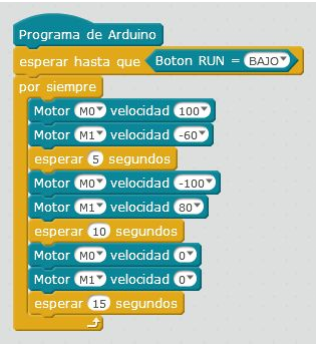 Programa de Arduino
esperar hasta que Boton RUN = BAJO
por siempre
Motor M0 velocidad 100
Motor M1 velocidad -60
esperar 5 segundos
Motor M0 velocidad -100
Motor M1 velocidad 80
esperar 10 segundos
Motor M0 velocidad 0
Motor M1 velocidad 0
esperar 15 segundos